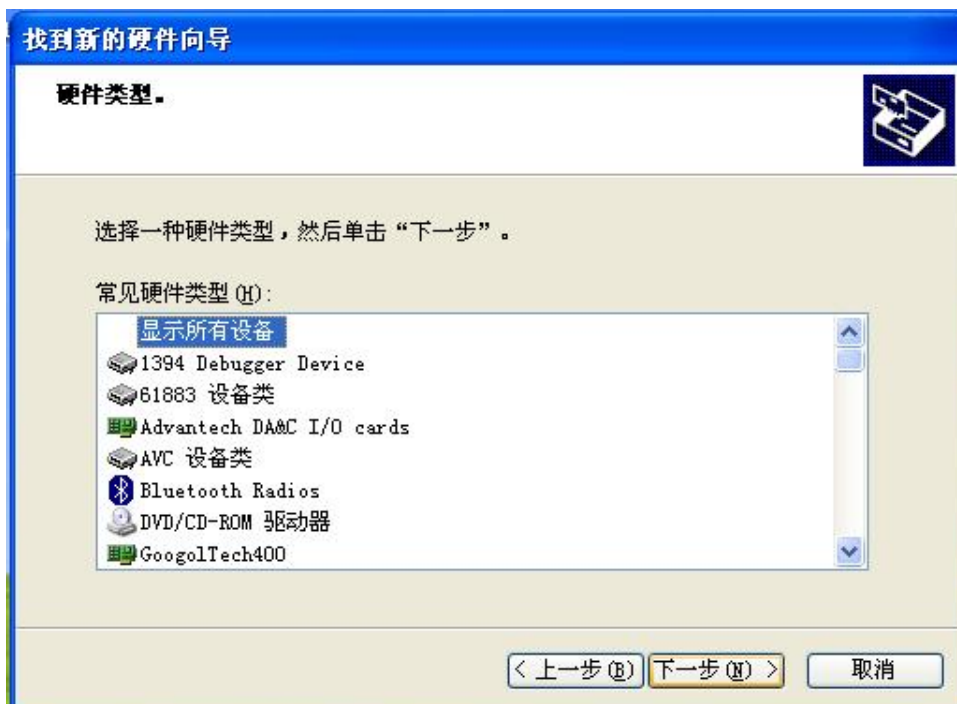 找到新的硬件向导
硬件类型。
选择一种硬件类型，然后单击“下一步”。
常见硬件类型(H):
显示所有设备
1394 Debugger Device
61883 设备类
Advantech DA&C I/O cards
AVC 设备类
Bluetooth Radios
DVD/CD-ROM 驱动器
GoogolTech400
< 上一步(B) 下一步(N) > 取消